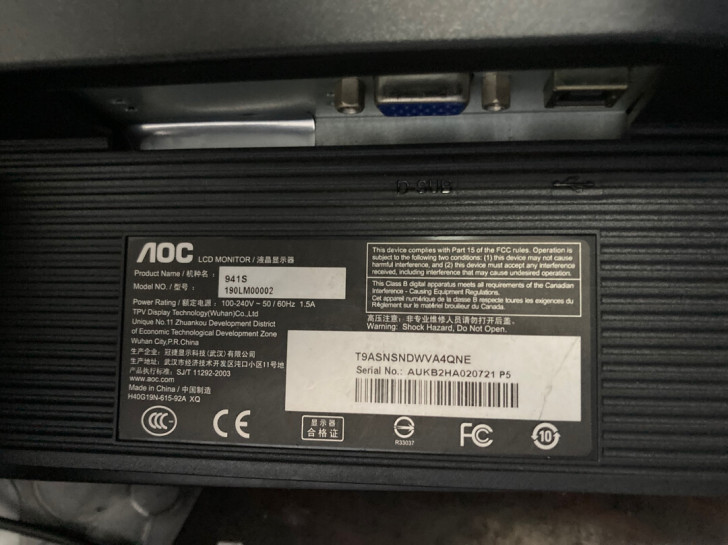 D-SUB
AOC LCD MONITOR / 液晶显示器
Product Name / 机种名 : 941S
Model NO. / 型号 : 190LM00002
Power Rating / 额定电源 : 100-240V ~ 50 / 60Hz 1.5A
TPV Display Technology(Wuhan)Co.,Ltd
Unique No.11 Zhuankou Development District
of Economic Technological Development Zone
Wuhan City,P.R.China
生产企业: 冠捷显示科技(武汉)有限公司
生产地址: 武汉市经济技术开发区沌口小区11号地
产品执行标准: SJ/T 11292-2003
www.aoc.com
Made in China / 中国制造
H40G19N-615-92A XQ
This device complies with Part 15 of the FCC rules. Operation is
subject to the following two conditions: (1) this device may not cause
harmful interference, and (2) this device must accept any interference
received, including interference that may cause undesired operation.
This Class B digital apparatus meets all requirements of the Canadian
Interference - Causing Equipment Regulations.
Cet appareil numérique de la classe B respecte toutes les exigences du
Règlement sur le matériel brouilleur du Canada.
高压注意: 非专业维修人员请勿打开后盖。
Warning: Shock Hazard, Do Not Open.
T9ASNSNDWVA4QNE
Serial No.: AUKB2HA020721 P5
CCC
CE
显示器
合格证
R33037
FC
10